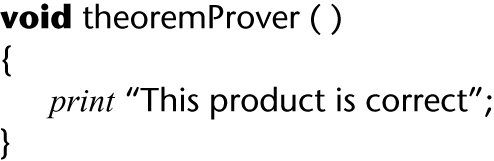 void theoremProver ( )
{
print “This product is correct”;
}